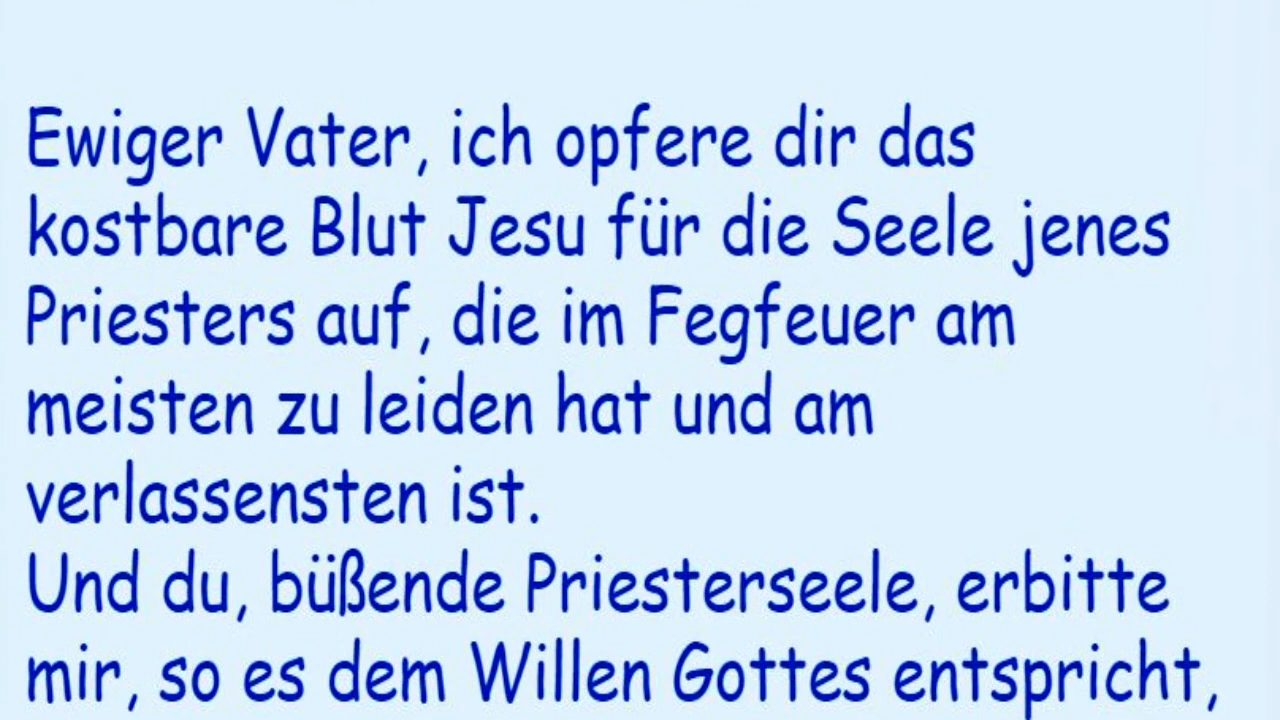 Ewiger Vater, ich opfere dir das
kostbare Blut Jesu für die Seele jenes
Priesters auf, die im Fegfeuer am
meisten zu leiden hat und am
verlassensten ist.
Und du, büßende Priesterseele, erbitte
mir, so es dem Willen Gottes entspricht,